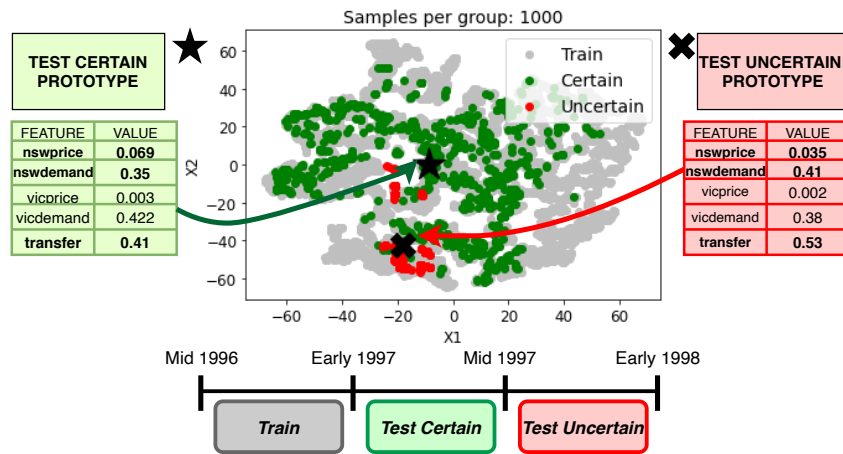 Samples per group: 1000
TEST CERTAIN
PROTOTYPE
TEST UNCERTAIN
PROTOTYPE
Train
Certain
Uncertain
FEATURE VALUE
nswprice 0.069
nswdemand 0.35
vicprice 0.003
vicdemand 0.422
transfer 0.41
FEATURE VALUE
nswprice 0.035
nswdemand 0.41
vicprice 0.002
vicdemand 0.38
transfer 0.53
X2
60
40
20
0
−20
−40
−60
−60 −40 −20 0 20 40 60
X1
Mid 1996 Early 1997 Mid 1997 Early 1998
Train Test Certain Test Uncertain